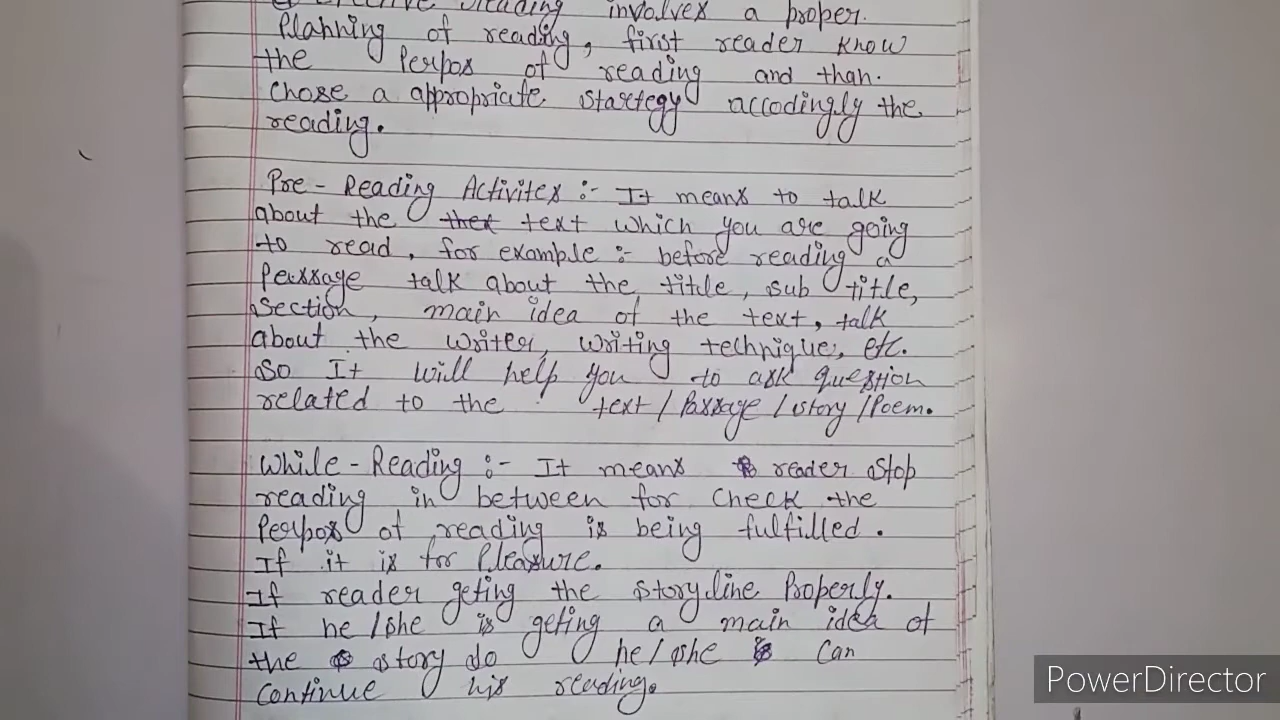 involves a proper.
Planning of reading, first reader know
the Perpos of reading and than.
Chose a appropriate startegy accodingly the
reading.
Pre-Reading Activites :- It means to talk
about the text which you are going
to read, for example :- before reading a
Passage talk about the title, sub title,
Section, main idea of the text, talk
about the writer, writing technique, etc.
So It will help you to ask question
related to the text / Passage / story / Poem.
While-Reading :- It means reader stop
reading in between for check the
Perpos of reading is being fulfilled.
If it is for Pleasure.
If reader geting the storyline Properly.
If he/she is geting a main idea of
the story do he/she can
continue his reading.
PowerDirector